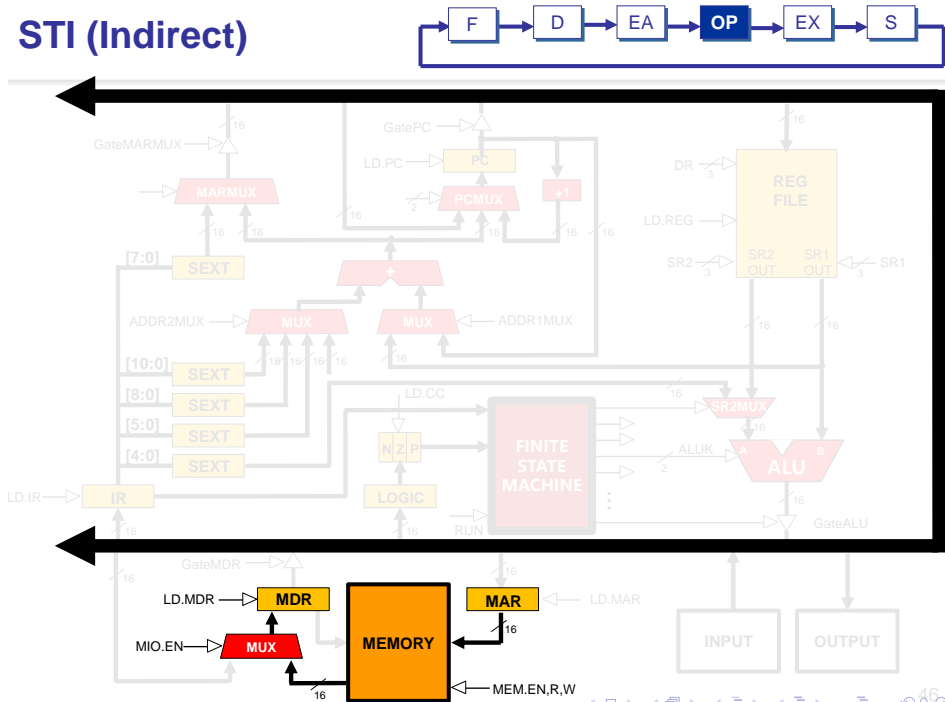 STI (Indirect)
F D EA OP EX S
16
16
GatePC
GateMARMUX
LD.PC
PC
DR
3
REG
FILE
MARMUX
2
PCMUX
+1
LD.REG
16
16 16
16
16
16
[7:0]
SEXT
+
SR2
3
SR2
OUT
SR1
OUT
3
SR1
ADDR2MUX
MUX
MUX
ADDR1MUX
16
16
[10:0]
SEXT
16 16 16 16
16
[8:0]
SEXT
LD.CC
16
SR2MUX
[5:0]
SEXT
16
[4:0]
SEXT
N Z P
FINITE
STATE
MACHINE
2
ALUK
A
B
ALU
LD.IR
IR
LOGIC
16
16
16
RUN
GateALU
GateMDR
16
16
LD.MDR
MDR
MAR
LD.MAR
MIO.EN
MUX
MEMORY
16
INPUT
OUTPUT
16
MEM.EN,R,W
46